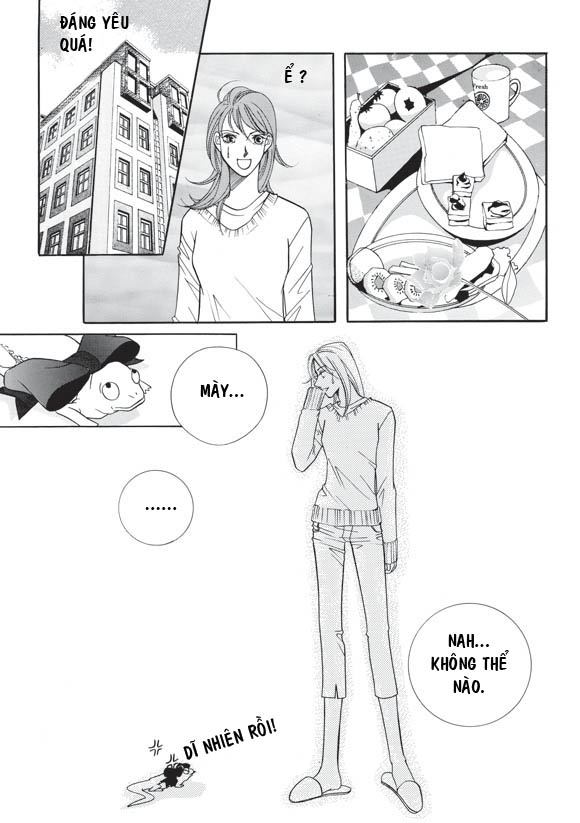 ĐÁNG YÊU
QUÁ!
Ể ?
Fresh
MÀY...
......
NAH...
KHÔNG THỂ
NÀO.
DĨ NHIÊN RỒI!